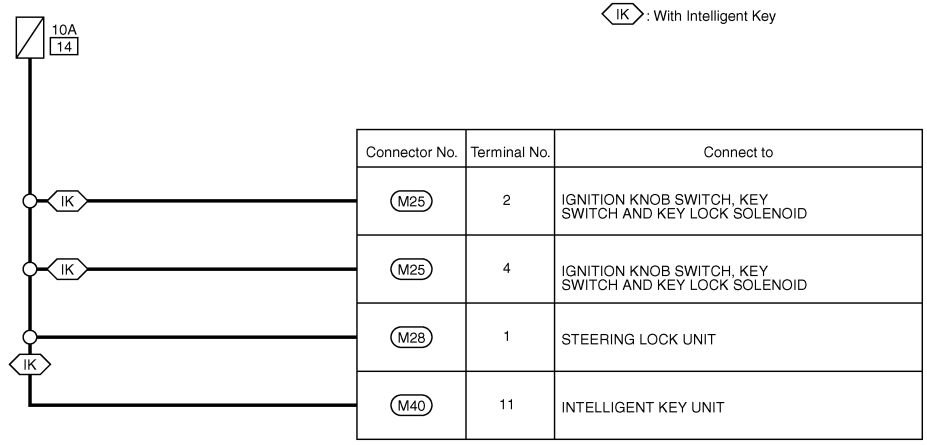 IK : With Intelligent Key
10A
14
Connector No. Terminal No. Connect to
IK M25 2 IGNITION KNOB SWITCH, KEY
SWITCH AND KEY LOCK SOLENOID
IK M25 4 IGNITION KNOB SWITCH, KEY
SWITCH AND KEY LOCK SOLENOID
M28 1 STEERING LOCK UNIT
IK
M40 11 INTELLIGENT KEY UNIT